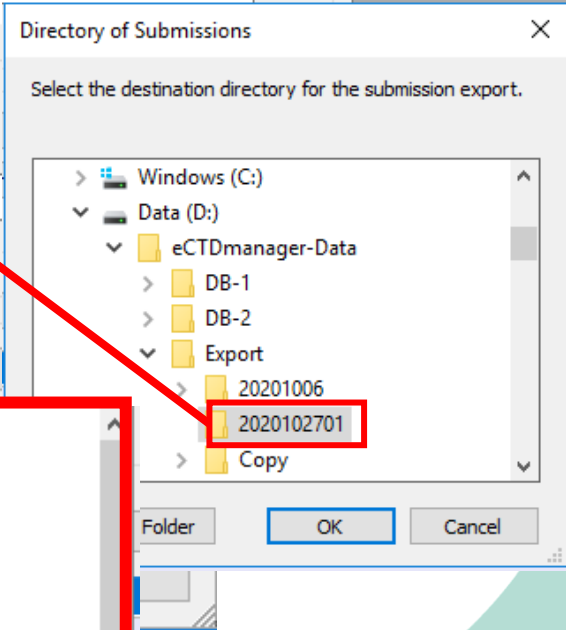 Directory of Submissions
Select the destination directory for the submission export.
Windows (C:)
Data (D:)
eCTDmanager-Data
DB-1
DB-2
Export
20201006
2020102701
Copy
Folder OK Cancel